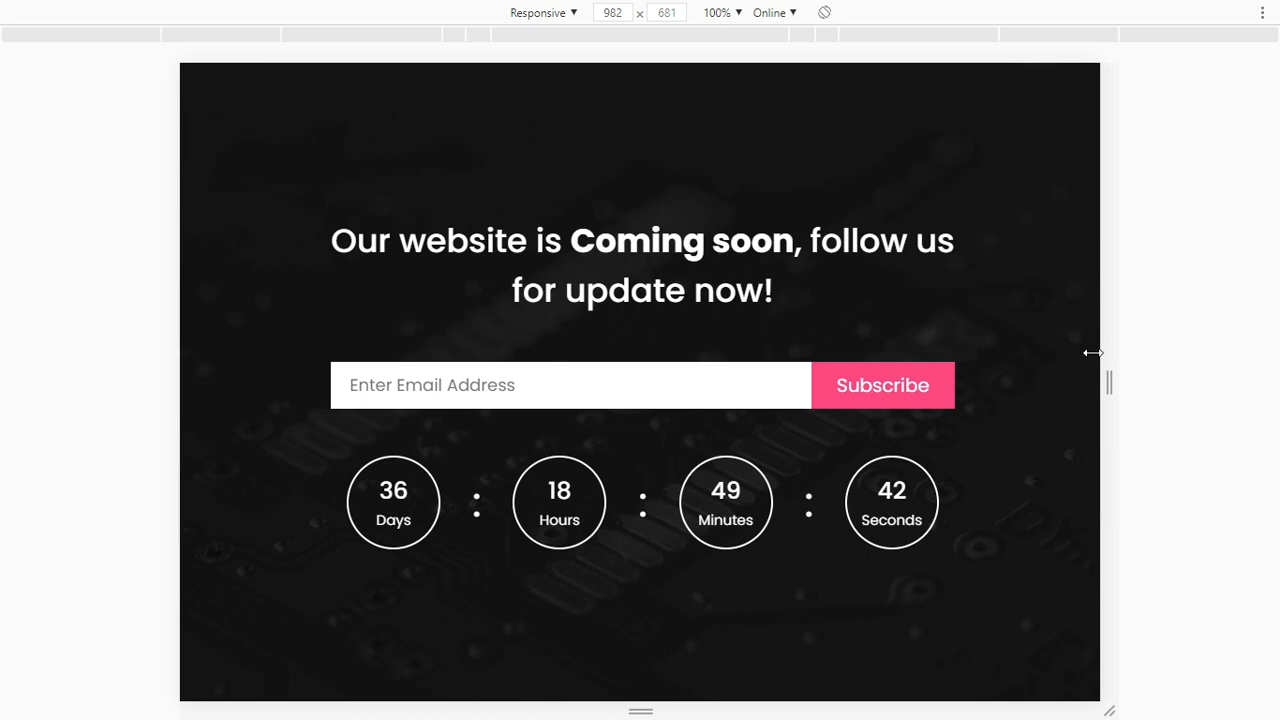 Responsive ▼ 982 × 681 100% ▼ Online ▼
Our website is Coming soon, follow us
for update now!
Enter Email Address Subscribe
36 : 18 : 49 : 42
Days Hours Minutes Seconds